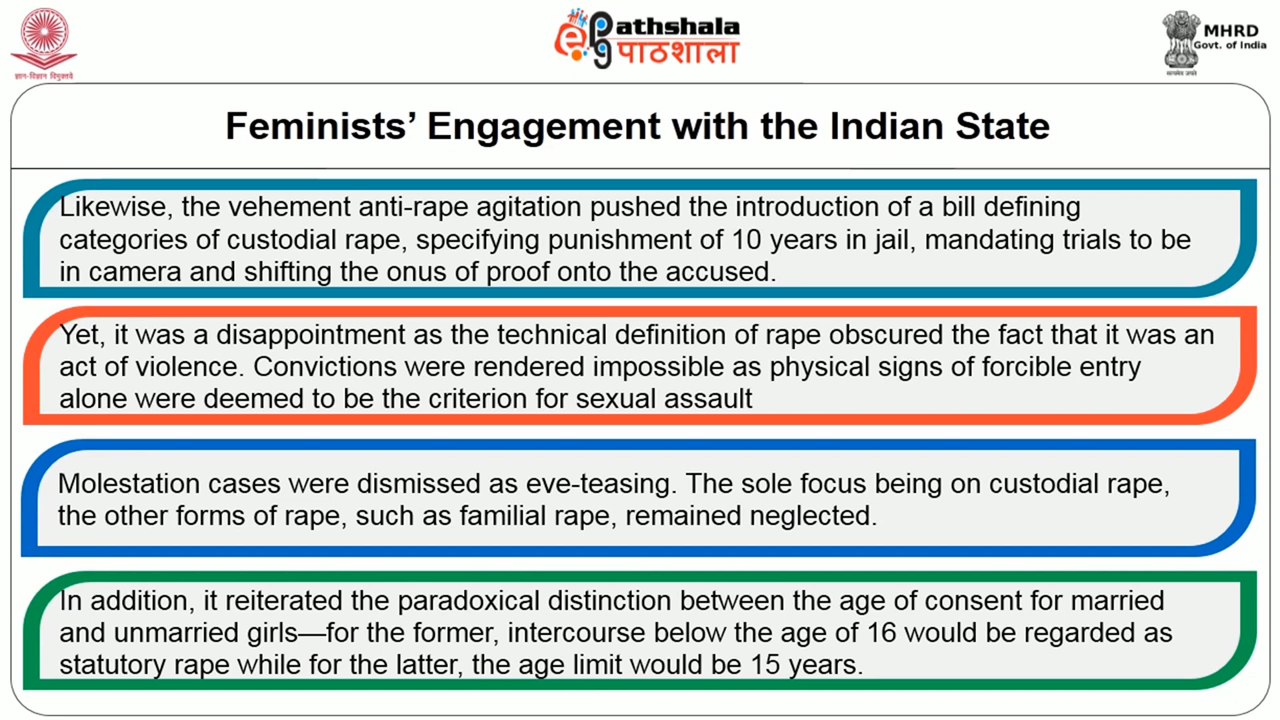 ज्ञान-विज्ञान विमुक्तये
ePg Pathshala
पाठशाला
MHRD
Govt. of India
सत्यमेव जयते
Feminists’ Engagement with the Indian State
Likewise, the vehement anti-rape agitation pushed the introduction of a bill defining
categories of custodial rape, specifying punishment of 10 years in jail, mandating trials to be
in camera and shifting the onus of proof onto the accused.
Yet, it was a disappointment as the technical definition of rape obscured the fact that it was an
act of violence. Convictions were rendered impossible as physical signs of forcible entry
alone were deemed to be the criterion for sexual assault
Molestation cases were dismissed as eve-teasing. The sole focus being on custodial rape,
the other forms of rape, such as familial rape, remained neglected.
In addition, it reiterated the paradoxical distinction between the age of consent for married
and unmarried girls—for the former, intercourse below the age of 16 would be regarded as
statutory rape while for the latter, the age limit would be 15 years.